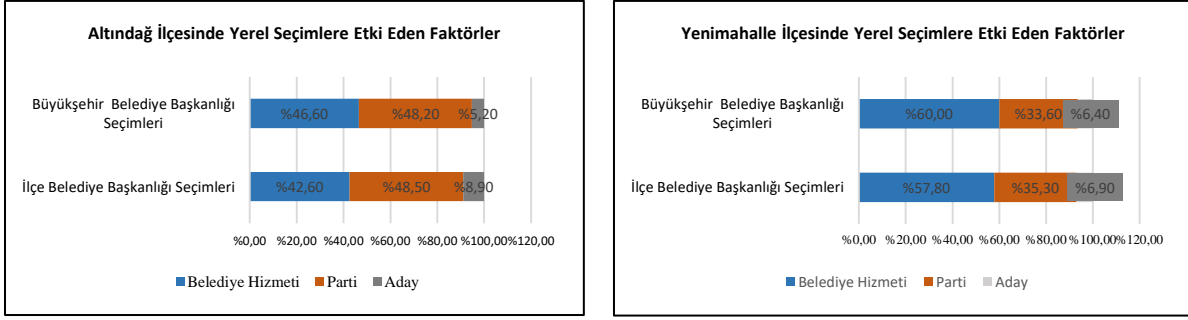 Altındağ İlçesinde Yerel Seçimlere Etki Eden Faktörler
Büyükşehir Belediye Başkanlığı
Seçimleri
%46,60 %48,20 %5,20
İlçe Belediye Başkanlığı Seçimleri
%42,60 %48,50 %8,90
%0,00 %20,00 %40,00 %60,00 %80,00 %100,00 %120,00
Belediye Hizmeti Parti Aday
Yenimahalle İlçesinde Yerel Seçimlere Etki Eden Faktörler
Büyükşehir Belediye Başkanlığı
Seçimleri
%60,00 %33,60 %6,40
İlçe Belediye Başkanlığı Seçimleri
%57,80 %35,30 %6,90
%0,00 %20,00 %40,00 %60,00 %80,00 %100,00 %120,00
Belediye Hizmeti Parti Aday